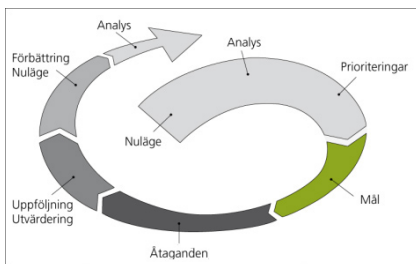 Analys
Analys
Förbättring
Nuläge
Prioriteringar
Nuläge
Mål
Uppföljning
Utvärdering
Åtaganden